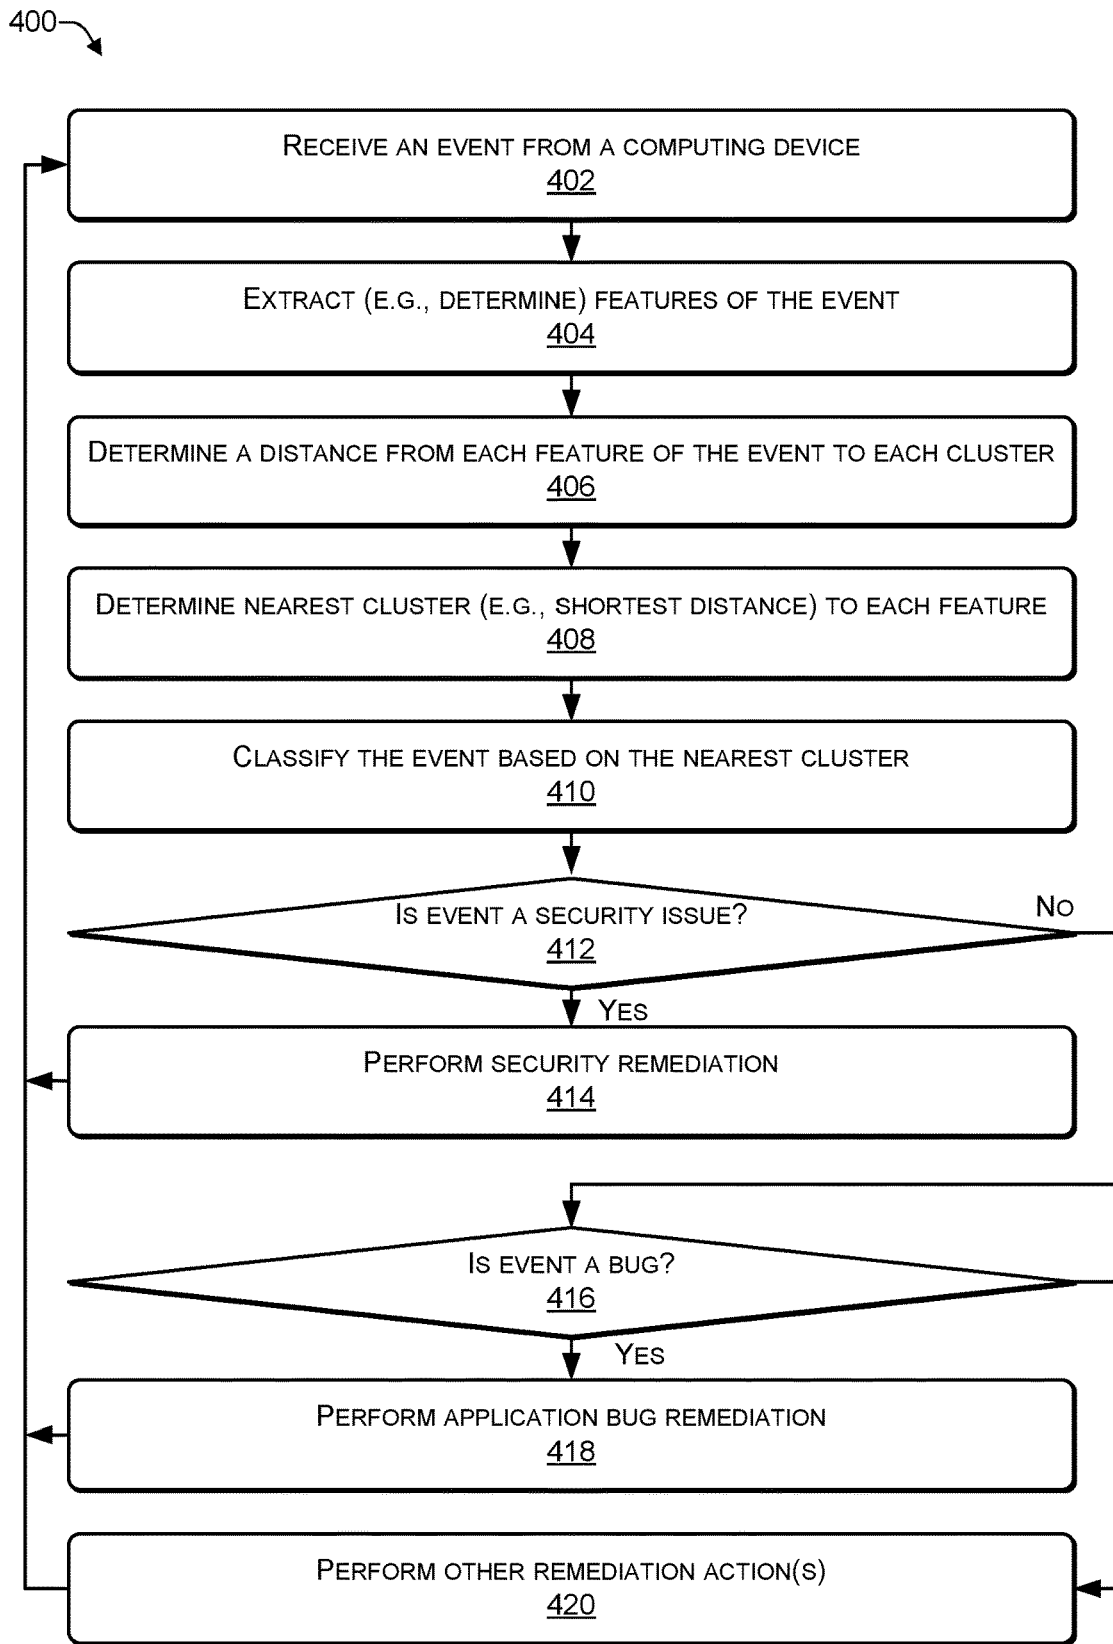 400
RECEIVE AN EVENT FROM A COMPUTING DEVICE
402
EXTRACT (E.G., DETERMINE) FEATURES OF THE EVENT
404
DETERMINE A DISTANCE FROM EACH FEATURE OF THE EVENT TO EACH CLUSTER
406
DETERMINE NEAREST CLUSTER (E.G., SHORTEST DISTANCE) TO EACH FEATURE
408
CLASSIFY THE EVENT BASED ON THE NEAREST CLUSTER
410
IS EVENT A SECURITY ISSUE?
NO
412
YES
PERFORM SECURITY REMEDIATION
414
IS EVENT A BUG?
416
YES
PERFORM APPLICATION BUG REMEDIATION
418
PERFORM OTHER REMEDIATION ACTION(S)
420